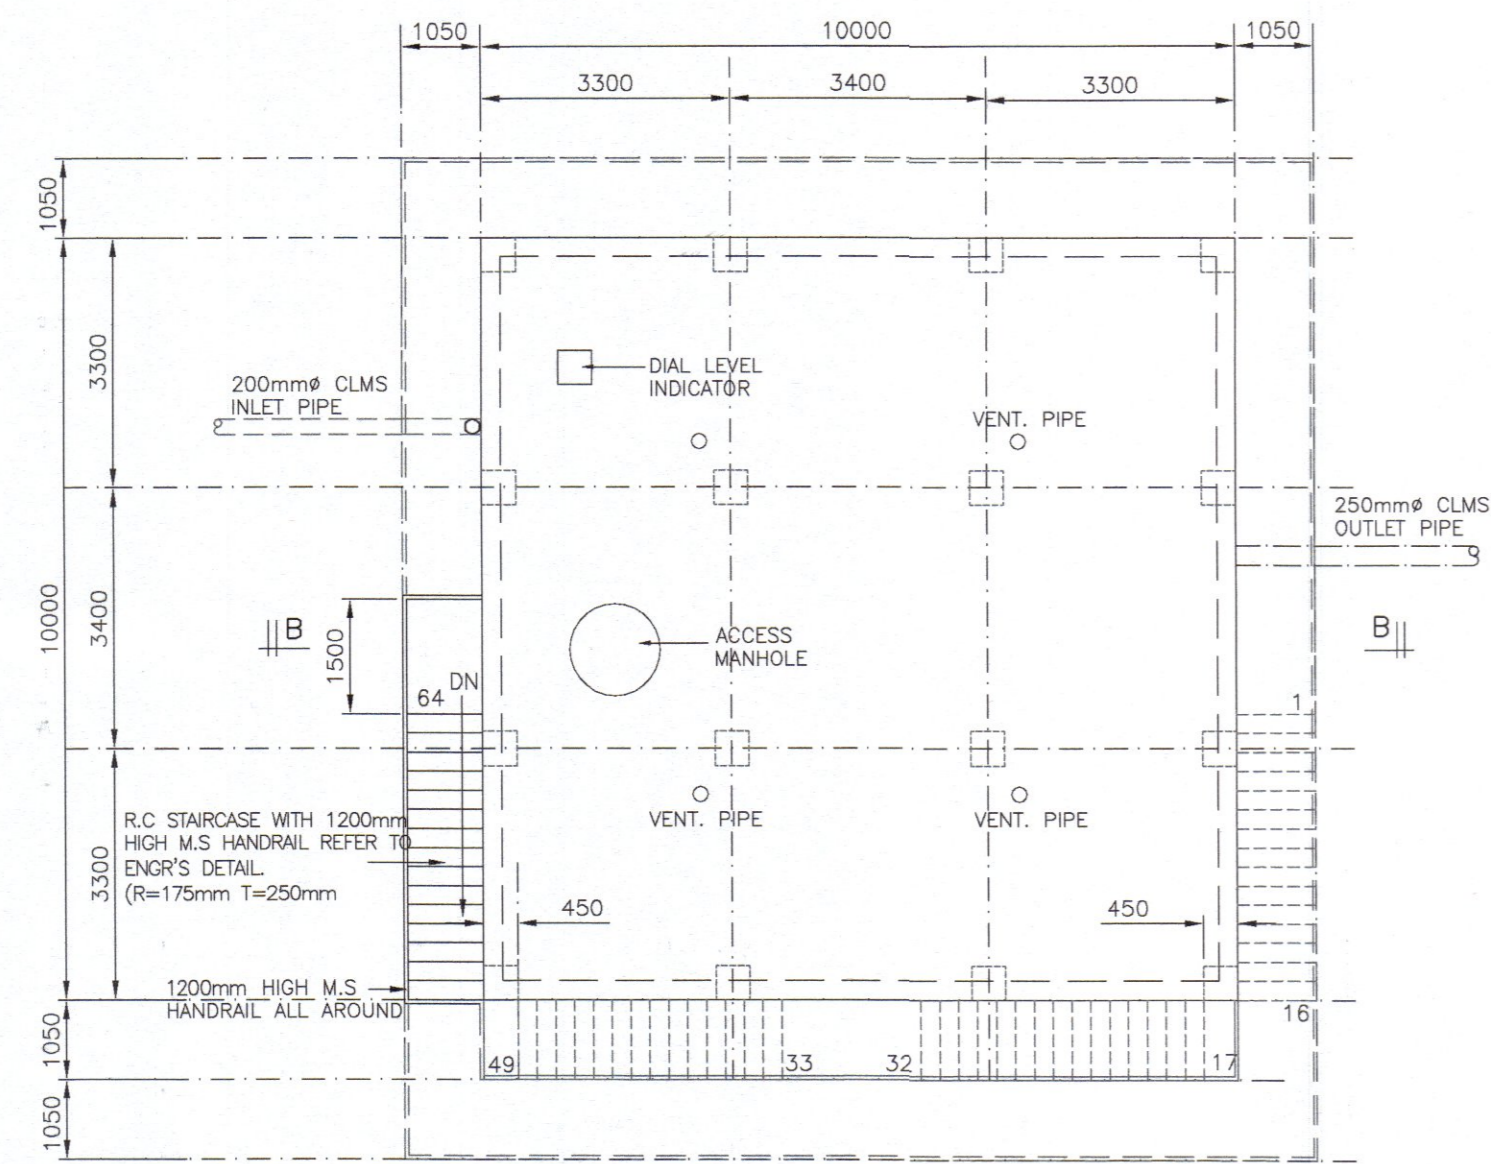 1050
10000
1050
3300
3400
3300
1050
3300
DIAL LEVEL
INDICATOR
200mmø CLMS
INLET PIPE
VENT. PIPE
250mmø CLMS
OUTLET PIPE
10000
3400
B
1500
ACCESS
MANHOLE
B
64
DN
1
R.C STAIRCASE WITH 1200mm
HIGH M.S HANDRAIL REFER TO
ENGR'S DETAIL.
(R=175mm T=250mm
VENT. PIPE
VENT. PIPE
3300
450
450
1200mm HIGH M.S
HANDRAIL ALL AROUND
16
1050
49
33
32
17
1050